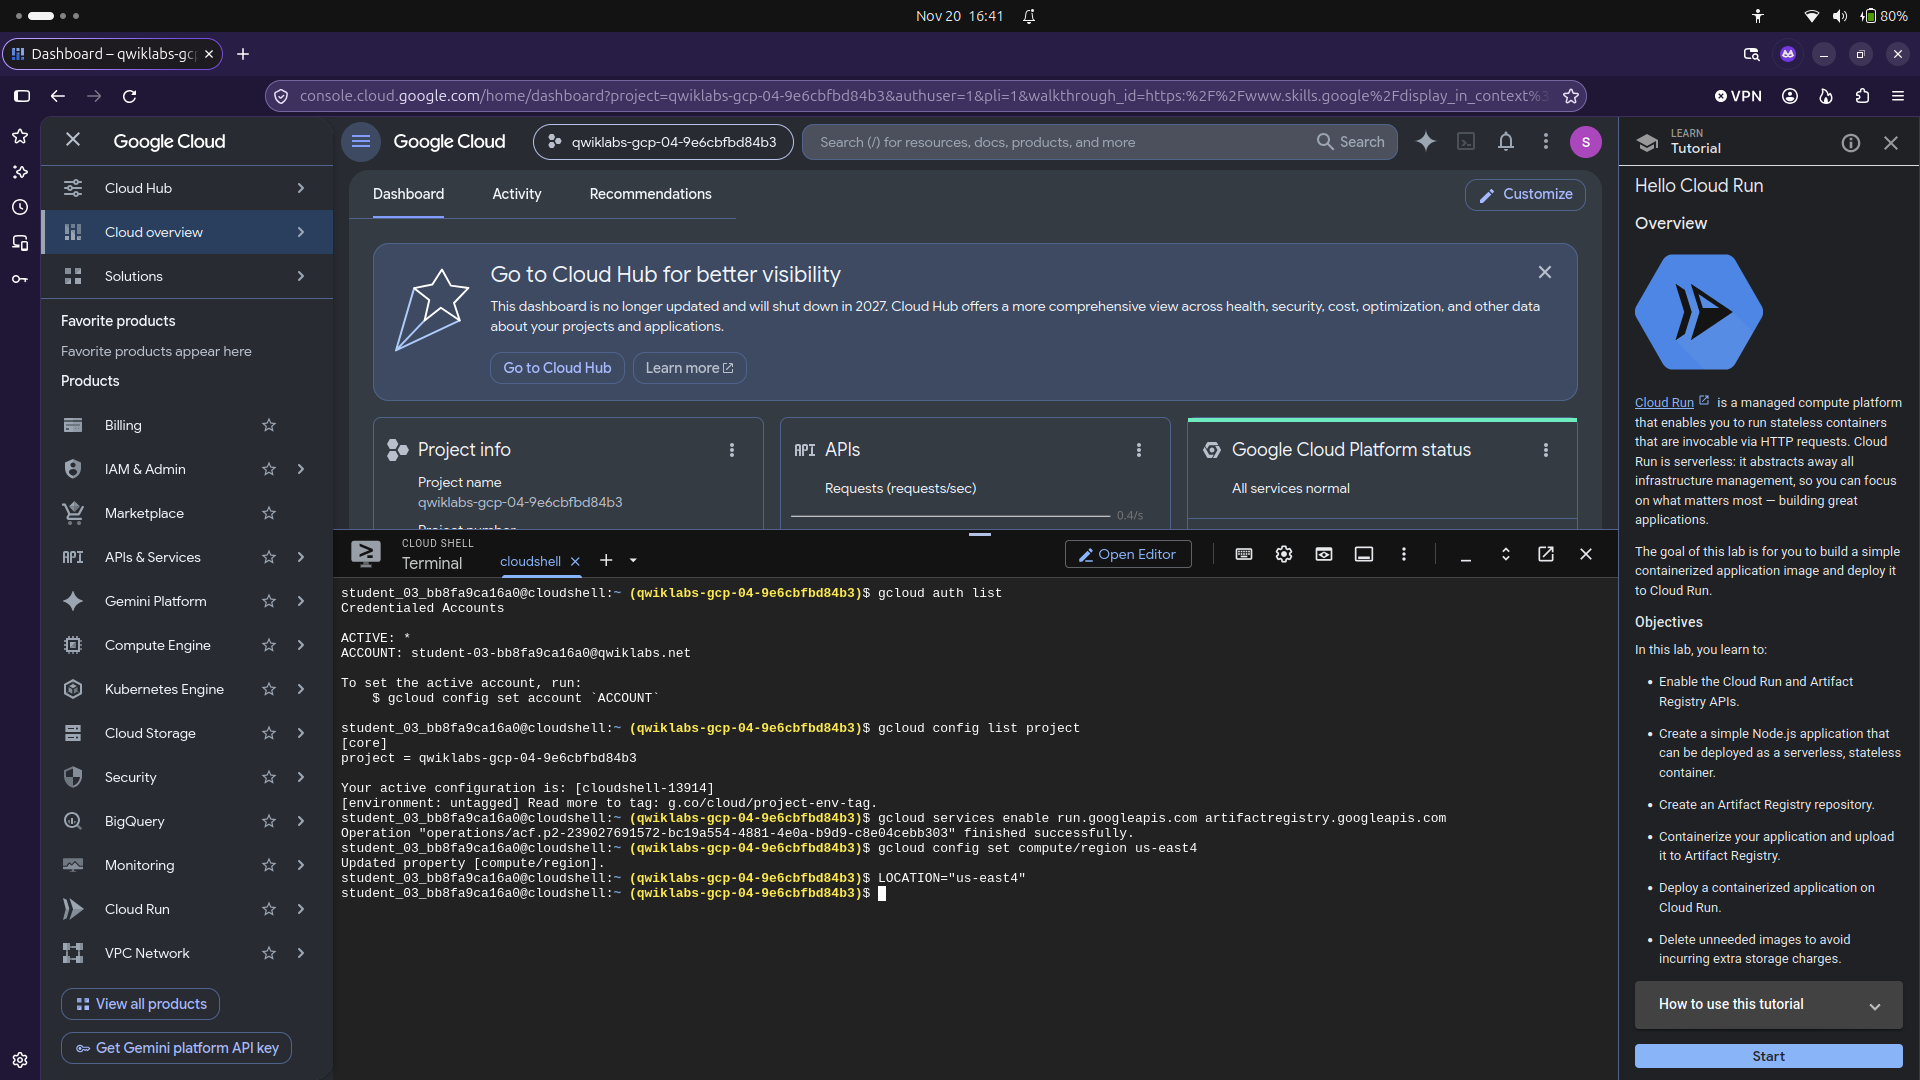 Nov 20 16:41
80%
Dashboard – qwiklabs-gc
console.cloud.google.com/home/dashboard?project=qwiklabs-gcp-04-9e6cbfbd84b3&authuser=1&pli=1&walkthrough_id=https:%2F%2Fwww.skills.google%2Fdisplay_in_context%3
VPN
Google Cloud
Cloud Hub
Cloud overview
Solutions
Favorite products
Favorite products appear here
Products
Billing
IAM & Admin
Marketplace
API APIs & Services
Gemini Platform
Compute Engine
Kubernetes Engine
Cloud Storage
Security
BigQuery
Monitoring
Cloud Run
VPC Network
View all products
Get Gemini platform API key
Google Cloud
qwiklabs-gcp-04-9e6cbfbd84b3
Search (/) for resources, docs, products, and more
Search
S
Dashboard
Activity
Recommendations
Customize
Go to Cloud Hub for better visibility
This dashboard is no longer updated and will shut down in 2027. Cloud Hub offers a more comprehensive view across health, security, cost, optimization, and other data
about your projects and applications.
Go to Cloud Hub
Learn more
Project info
Project name
qwiklabs-gcp-04-9e6cbfbd84b3
Project number
API APIs
Requests (requests/sec)
0.4/s
Google Cloud Platform status
All services normal
CLOUD SHELL
Terminal
cloudshell
Open Editor
student_03_bb8fa9ca16a0@cloudshell:~ (qwiklabs-gcp-04-9e6cbfbd84b3)$ gcloud auth list
Credentialed Accounts
ACTIVE: *
ACCOUNT: student-03-bb8fa9ca16a0@qwiklabs.net
To set the active account, run:
$ gcloud config set account `ACCOUNT`
student_03_bb8fa9ca16a0@cloudshell:~ (qwiklabs-gcp-04-9e6cbfbd84b3)$ gcloud config list project
[core]
project = qwiklabs-gcp-04-9e6cbfbd84b3
Your active configuration is: [cloudshell-13914]
[environment: untagged] Read more to tag: g.co/cloud/project-env-tag.
student_03_bb8fa9ca16a0@cloudshell:~ (qwiklabs-gcp-04-9e6cbfbd84b3)$ gcloud services enable run.googleapis.com artifactregistry.googleapis.com
Operation "operations/acf.p2-239027691572-bc19a554-4881-4e0a-b9d9-c8e04cebb303" finished successfully.
student_03_bb8fa9ca16a0@cloudshell:~ (qwiklabs-gcp-04-9e6cbfbd84b3)$ gcloud config set compute/region us-east4
Updated property [compute/region].
student_03_bb8fa9ca16a0@cloudshell:~ (qwiklabs-gcp-04-9e6cbfbd84b3)$ LOCATION="us-east4"
student_03_bb8fa9ca16a0@cloudshell:~ (qwiklabs-gcp-04-9e6cbfbd84b3)$
LEARN
Tutorial
Hello Cloud Run
Overview
Cloud Run is a managed compute platform
that enables you to run stateless containers
that are invocable via HTTP requests. Cloud
Run is serverless: it abstracts away all
infrastructure management, so you can focus
on what matters most — building great
applications.
The goal of this lab is for you to build a simple
containerized application image and deploy it
to Cloud Run.
Objectives
In this lab, you learn to:
• Enable the Cloud Run and Artifact
Registry APIs.
• Create a simple Node.js application that
can be deployed as a serverless, stateless
container.
• Create an Artifact Registry repository.
• Containerize your application and upload
it to Artifact Registry.
• Deploy a containerized application on
Cloud Run.
• Delete unneeded images to avoid
incurring extra storage charges.
How to use this tutorial
Start